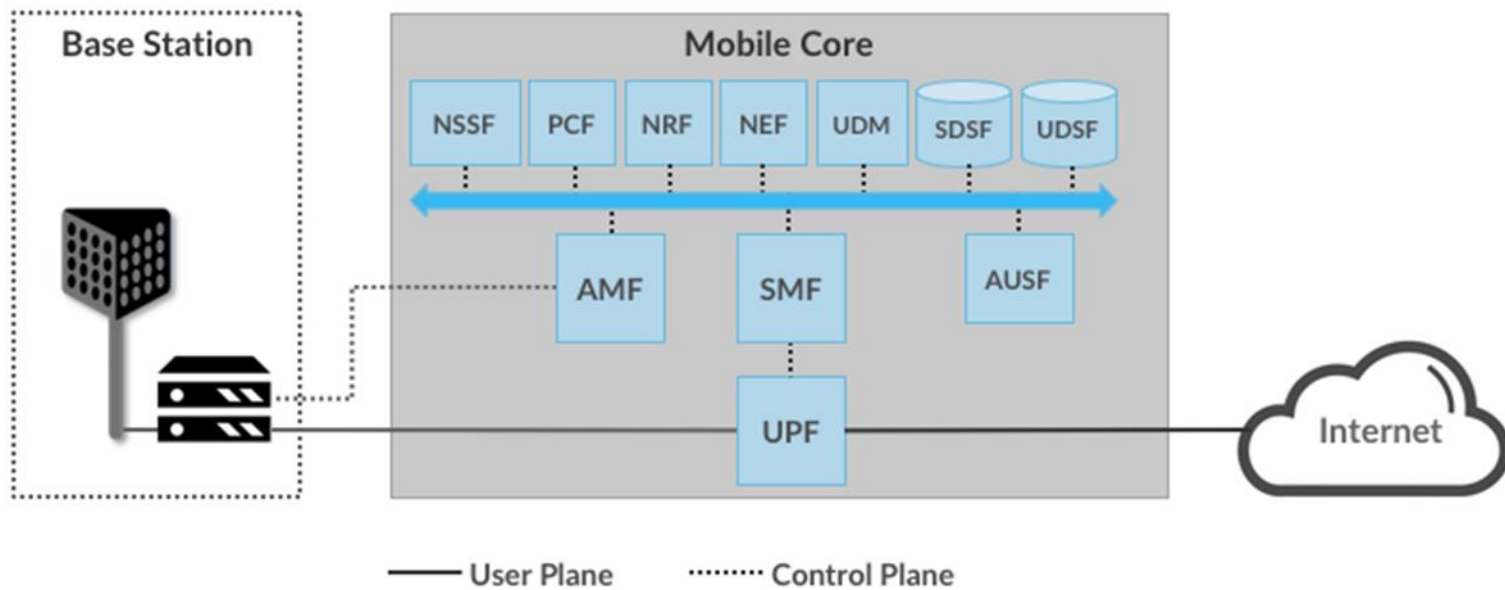 Base Station
Mobile Core
NSSF PCF NRF NEF UDM SDSF UDSF
AMF SMF AUSF
UPF
Internet
User Plane Control Plane